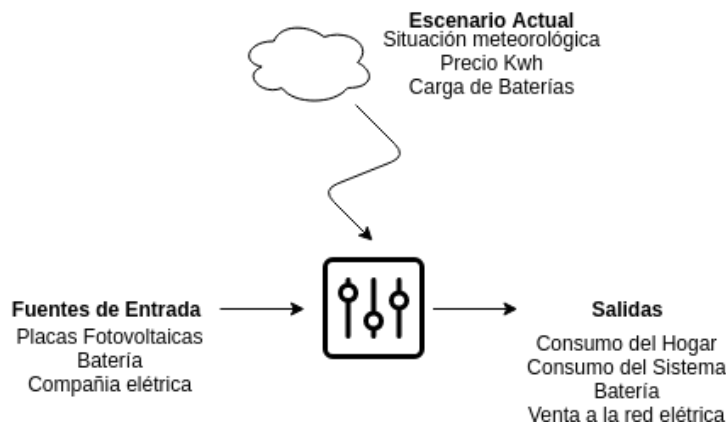 Escenario Actual
Situación meteorológica
Precio Kwh
Carga de Baterías
Fuentes de Entrada
Placas Fotovoltaicas
Batería
Compañia elétrica
Salidas
Consumo del Hogar
Consumo del Sistema
Batería
Venta a la red elétrica